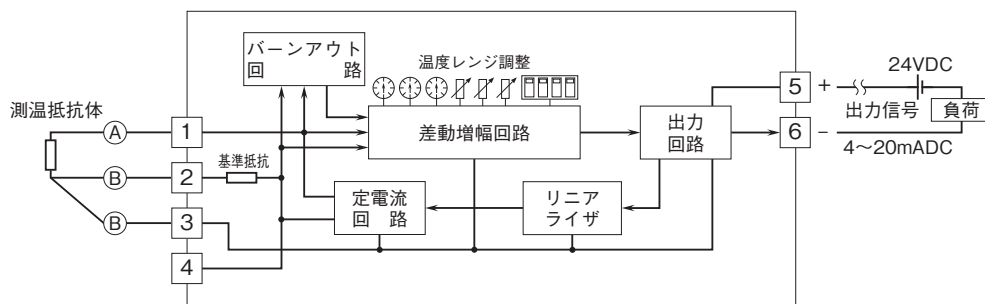 バーンアウト
回　路
温度レンジ調整
24VDC
測温抵抗体
A
1
差動増幅回路
出力
回路
5
+
出力信号
負荷
6
−
4〜20mADC
B
2
基準抵抗
定電流
回　路
リニア
ライザ
B
3
4